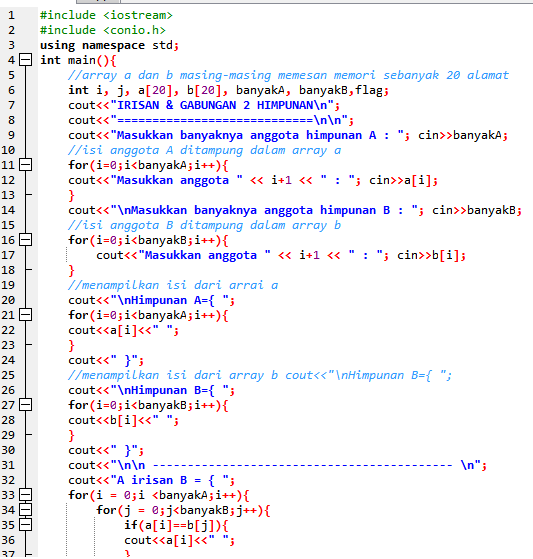 1 #include <iostream>
2 #include <conio.h>
3 using namespace std;
4 int main(){
5 //array a dan b masing-masing memesan memori sebanyak 20 alamat
6 int i, j, a[20], b[20], banyakA, banyakB,flag;
7 cout<<"IRISAN & GABUNGAN 2 HIMPUNAN\n";
8 cout<<"=============================\n\n";
9 cout<<"Masukkan banyaknya anggota himpunan A : "; cin>>banyakA;
10 //isi anggota A ditampung dalam array a
11 for(i=0;i<banyakA;i++){
12 cout<<"Masukkan anggota " << i+1 << " : "; cin>>a[i];
13 }
14 cout<<"\nMasukkan banyaknya anggota himpunan B : "; cin>>banyakB;
15 //isi anggota B ditampung dalam array b
16 for(i=0;i<banyakB;i++){
17 cout<<"Masukkan anggota " << i+1 << " : "; cin>>b[i];
18 }
19 //menampilkan isi dari arrai a
20 cout<<"\nHimpunan A={ ";
21 for(i=0;i<banyakA;i++){
22 cout<<a[i]<<" ";
23 }
24 cout<<" }";
25 //menampilkan isi dari array b cout<<"\nHimpunan B={ ";
26 cout<<"\nHimpunan B={ ";
27 for(i=0;i<banyakB;i++){
28 cout<<b[i]<<" ";
29 }
30 cout<<" }";
31 cout<<"\n\n ------------------------------------------- \n";
32 cout<<"A irisan B = { ";
33 for(i = 0;i <banyakA;i++){
34 for(j = 0;j<banyakB;j++){
35 if(a[i]==b[j]){
36 cout<<a[i]<<" ";
37 }